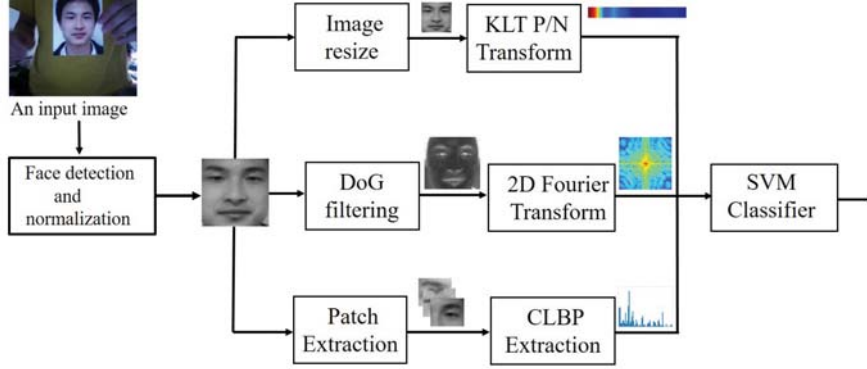 An input image
Face detection
and
normalization
Image
resize
KLT P/N
Transform
DoG
filtering
2D Fourier
Transform
Patch
Extraction
CLBP
Extraction
SVM
Classifier